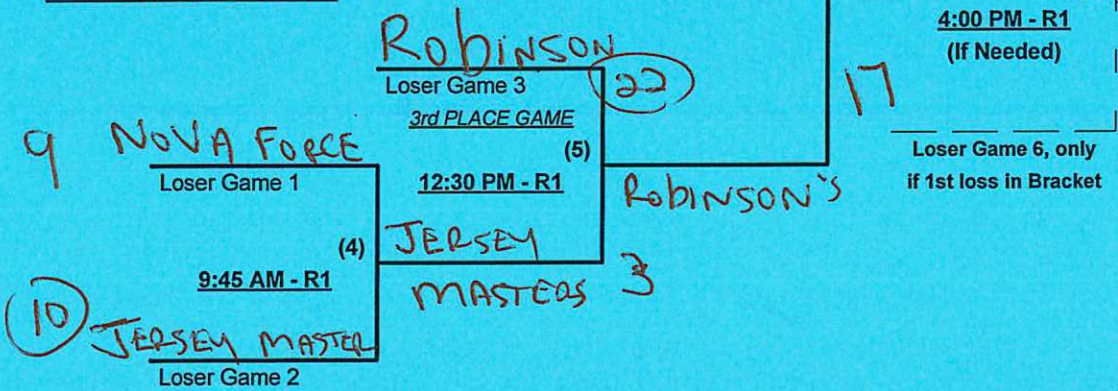 4:00 PM - R1
(If Needed)
RobiNSON
Loser Game 3
22
3rd PLACE GAME
17
9 NOVA FORCE
(5)
Loser Game 6, only
if 1st loss in Bracket
Loser Game 1
12:30 PM - R1
RobiNSON'S
(4)
JERSEY
9:45 AM - R1
MASTERS 3
10
JERSEY MASTER
Loser Game 2